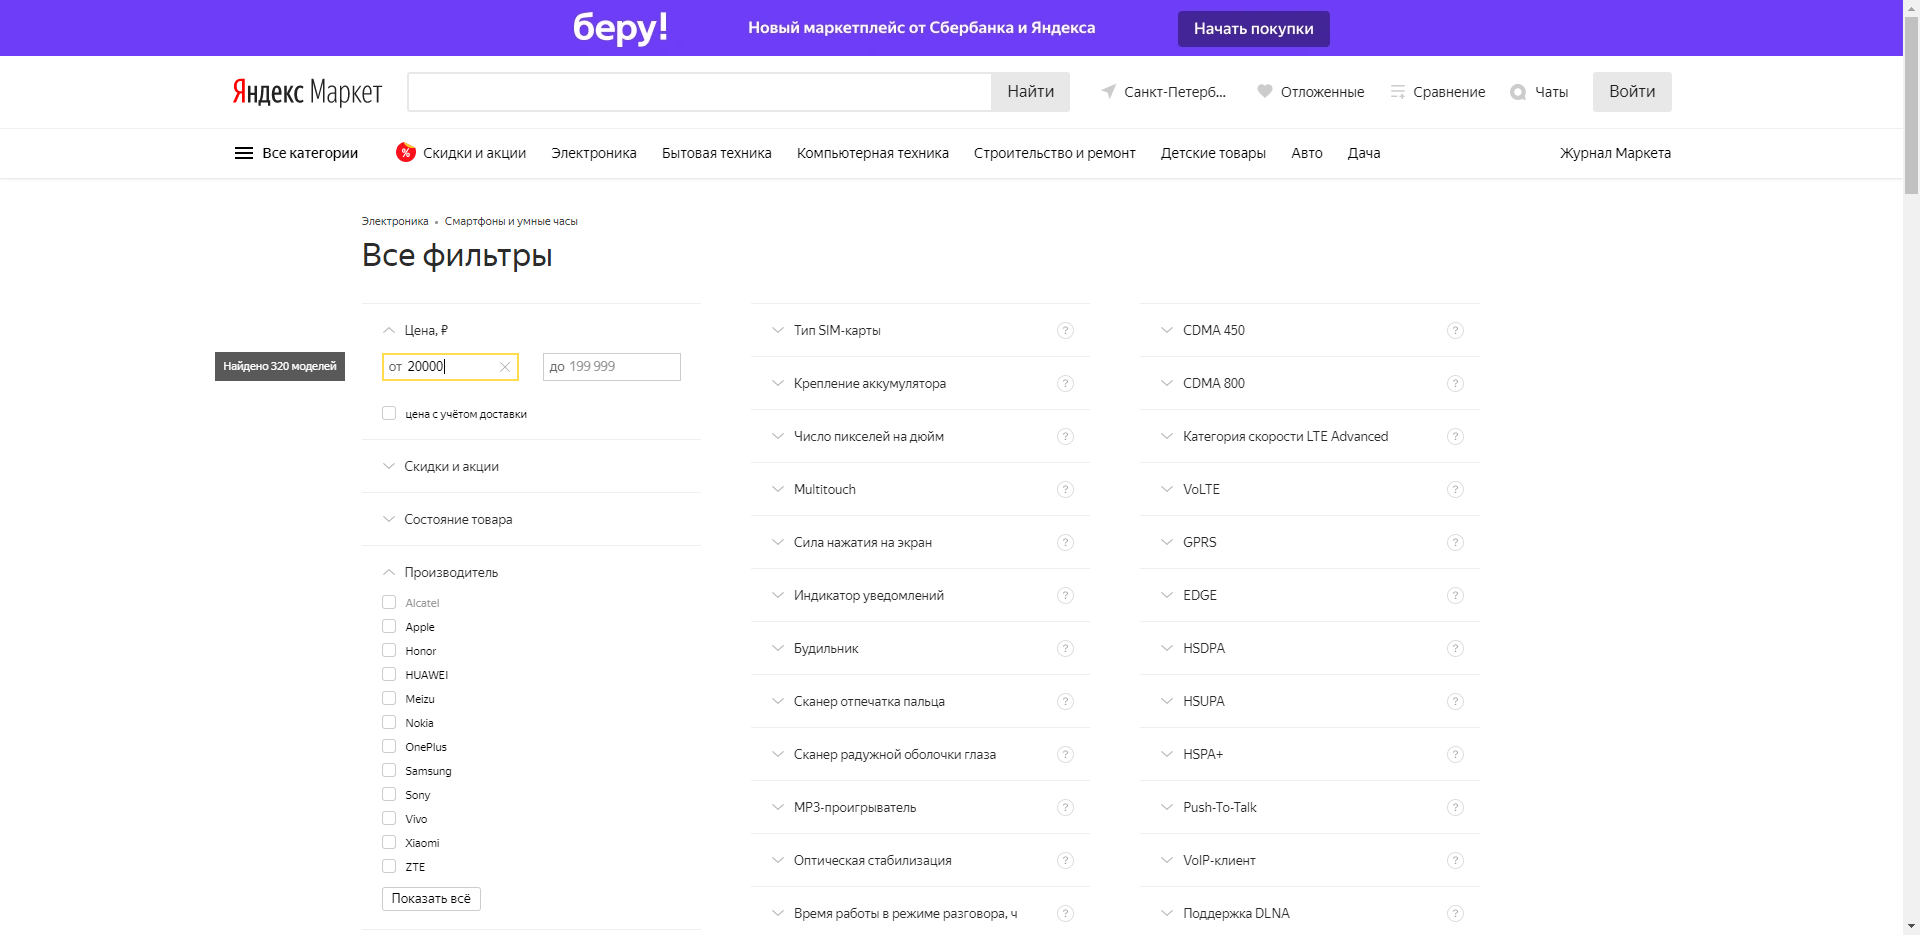 беру!
Новый маркетплейс от Сбербанка и Яндекса
Начать покупки
Яндекс Маркет
Найти
Санкт-Петерб...
Отложенные
Сравнение
Чаты
Войти
Все категории
%
Скидки и акции
Электроника
Бытовая техника
Компьютерная техника
Строительство и ремонт
Детские товары
Авто
Дача
Журнал Маркета
Электроника • Смартфоны и умные часы
Все фильтры
Цена, ₽
Найдено 320 моделей
от 20000
до 199 999
цена с учётом доставки
Скидки и акции
Состояние товара
Производитель
Alcatel
Apple
Honor
HUAWEI
Meizu
Nokia
OnePlus
Samsung
Sony
Vivo
Xiaomi
ZTE
Показать всё
Тип SIM-карты ?
Крепление аккумулятора ?
Число пикселей на дюйм ?
Multitouch ?
Сила нажатия на экран ?
Индикатор уведомлений ?
Будильник ?
Сканер отпечатка пальца ?
Сканер радужной оболочки глаза ?
MP3-проигрыватель ?
Оптическая стабилизация ?
Время работы в режиме разговора, ч ?
CDMA 450 ?
CDMA 800 ?
Категория скорости LTE Advanced ?
VoLTE ?
GPRS ?
EDGE ?
HSDPA ?
HSUPA ?
HSPA+ ?
Push-To-Talk ?
VoIP-клиент ?
Поддержка DLNA ?